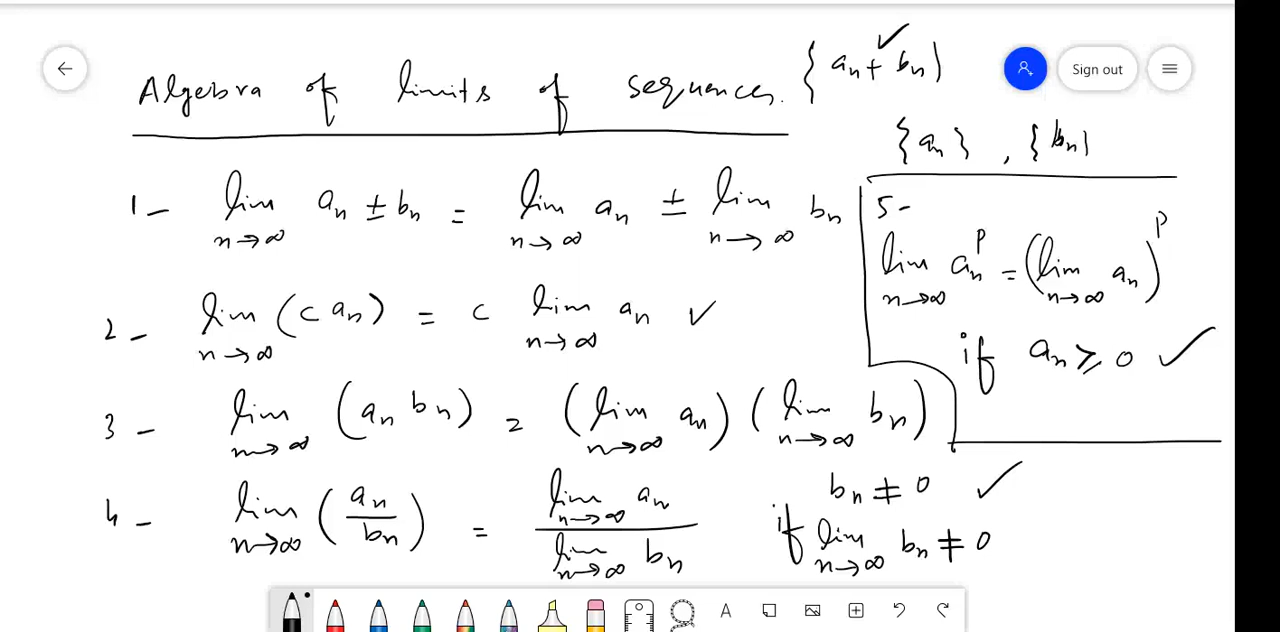 Algebra of limits of sequences. { aₙ + bₙ }
Sign out
{ aₙ } , { bₙ }
1- lim n→∞ aₙ ± bₙ = lim n→∞ aₙ ± lim n→∞ bₙ
5-
lim n→∞ aₙᵖ = (lim n→∞ aₙ)ᵖ
if aₙ ⩾ 0 ✓
2- lim n→∞ (c aₙ) = c lim n→∞ aₙ ✓
3- lim n→∞ (aₙ bₙ) = (lim n→∞ aₙ) (lim n→∞ bₙ)
4- lim n→∞ (aₙ / bₙ) = lim n→∞ aₙ / lim n→∞ bₙ
bₙ ≠ 0 ✓
if lim n→∞ bₙ ≠ 0
A